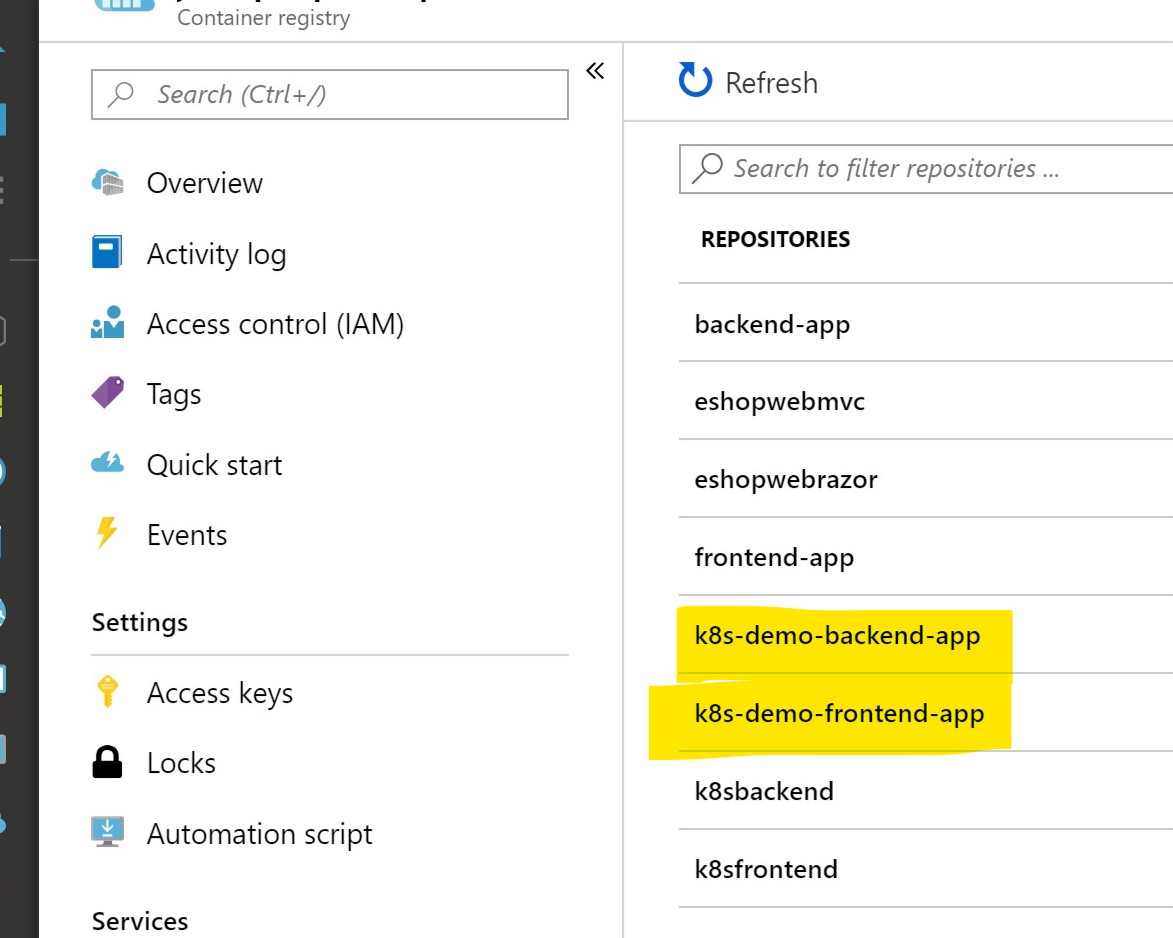 Container registry
Search (Ctrl+/)
Overview
Activity log
Access control (IAM)
Tags
Quick start
Events
Settings
Access keys
Locks
Automation script
Services
Refresh
Search to filter repositories ...
REPOSITORIES
backend-app
eshopwebmvc
eshopwebrazor
frontend-app
k8s-demo-backend-app
k8s-demo-frontend-app
k8sbackend
k8sfrontend